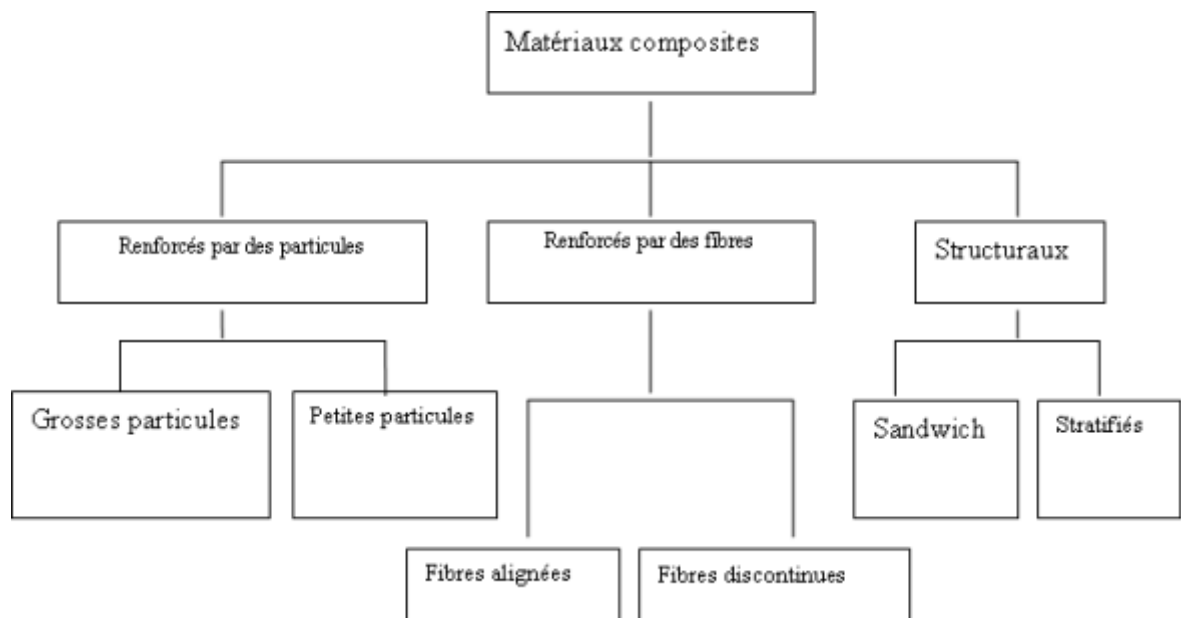 Matériaux composites
Renforcés par des particules
Renforcés par des fibres
Structuraux
Grosses particules
Petites particules
Sandwich
Stratifiés
Fibres alignées
Fibres discontinues